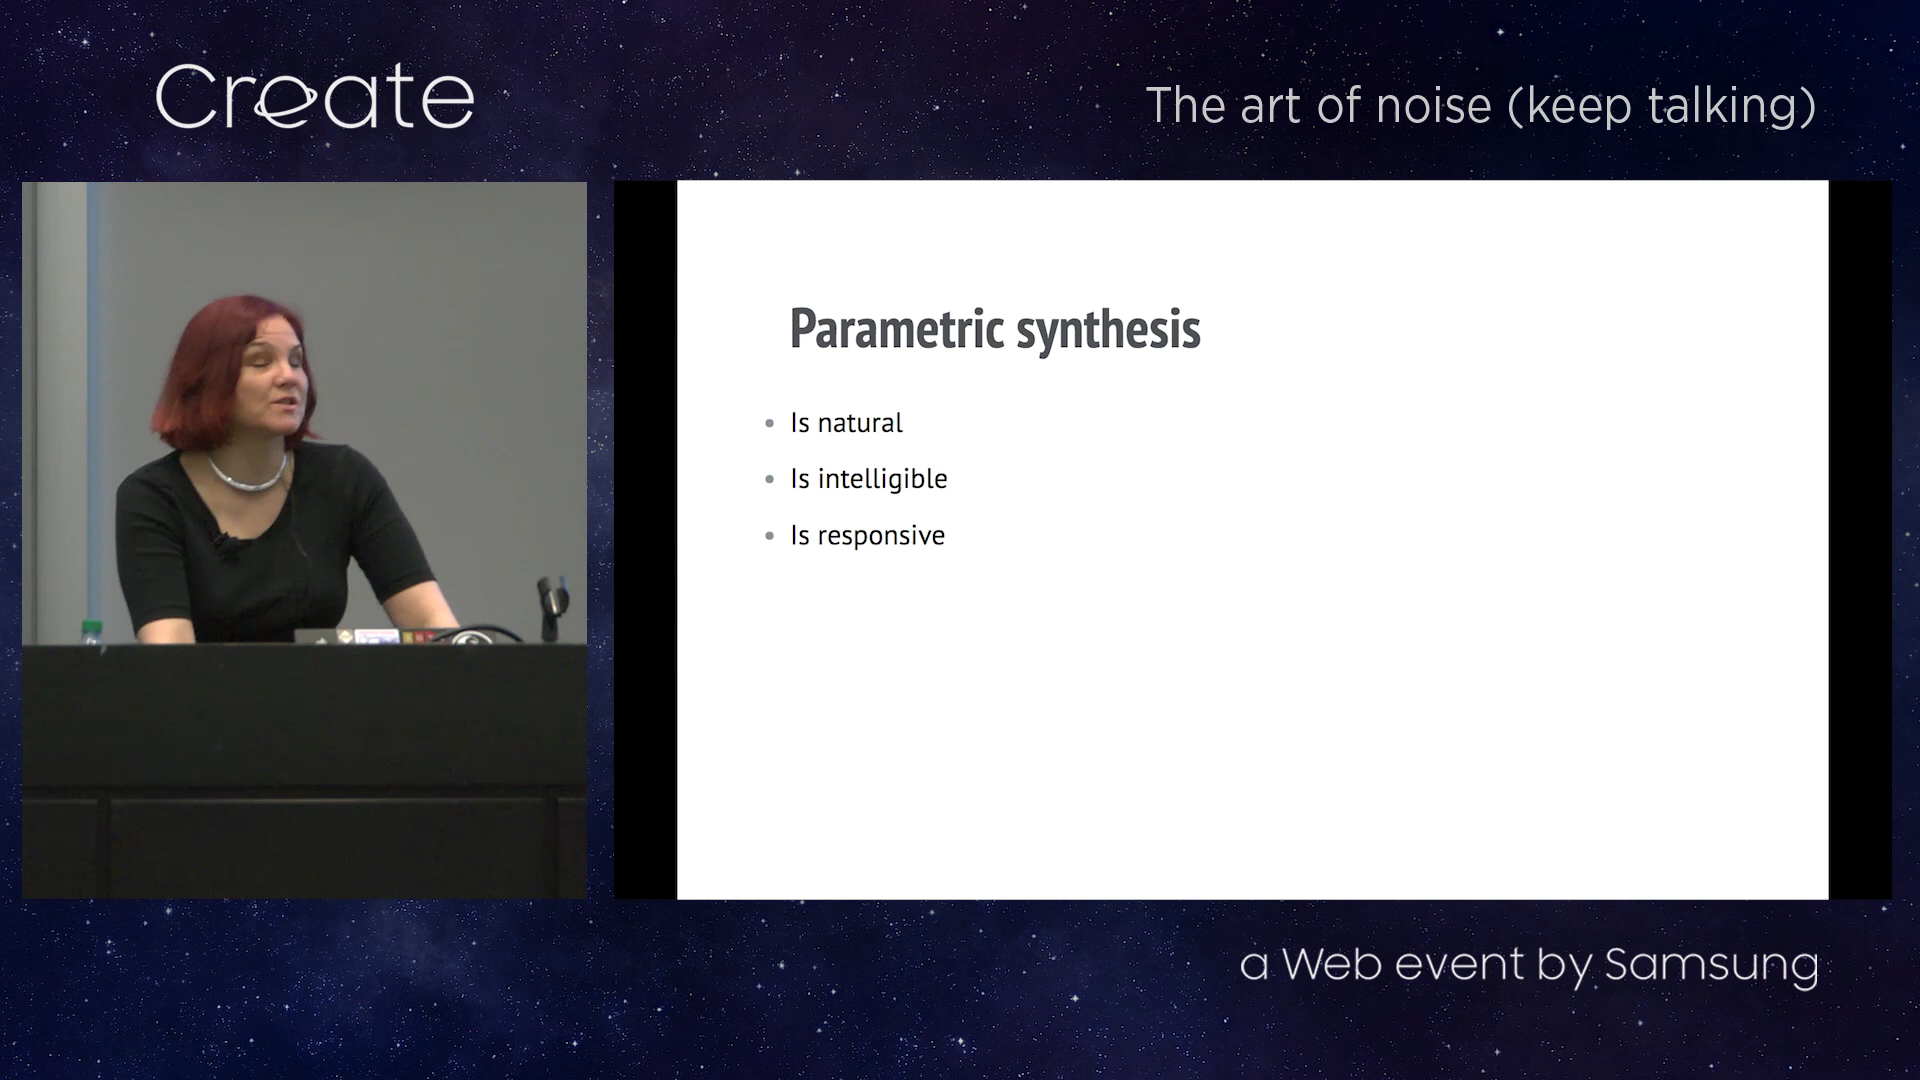 Create
The art of noise (keep talking)
Parametric synthesis
Is natural
Is intelligible
Is responsive
a Web event by Samsung